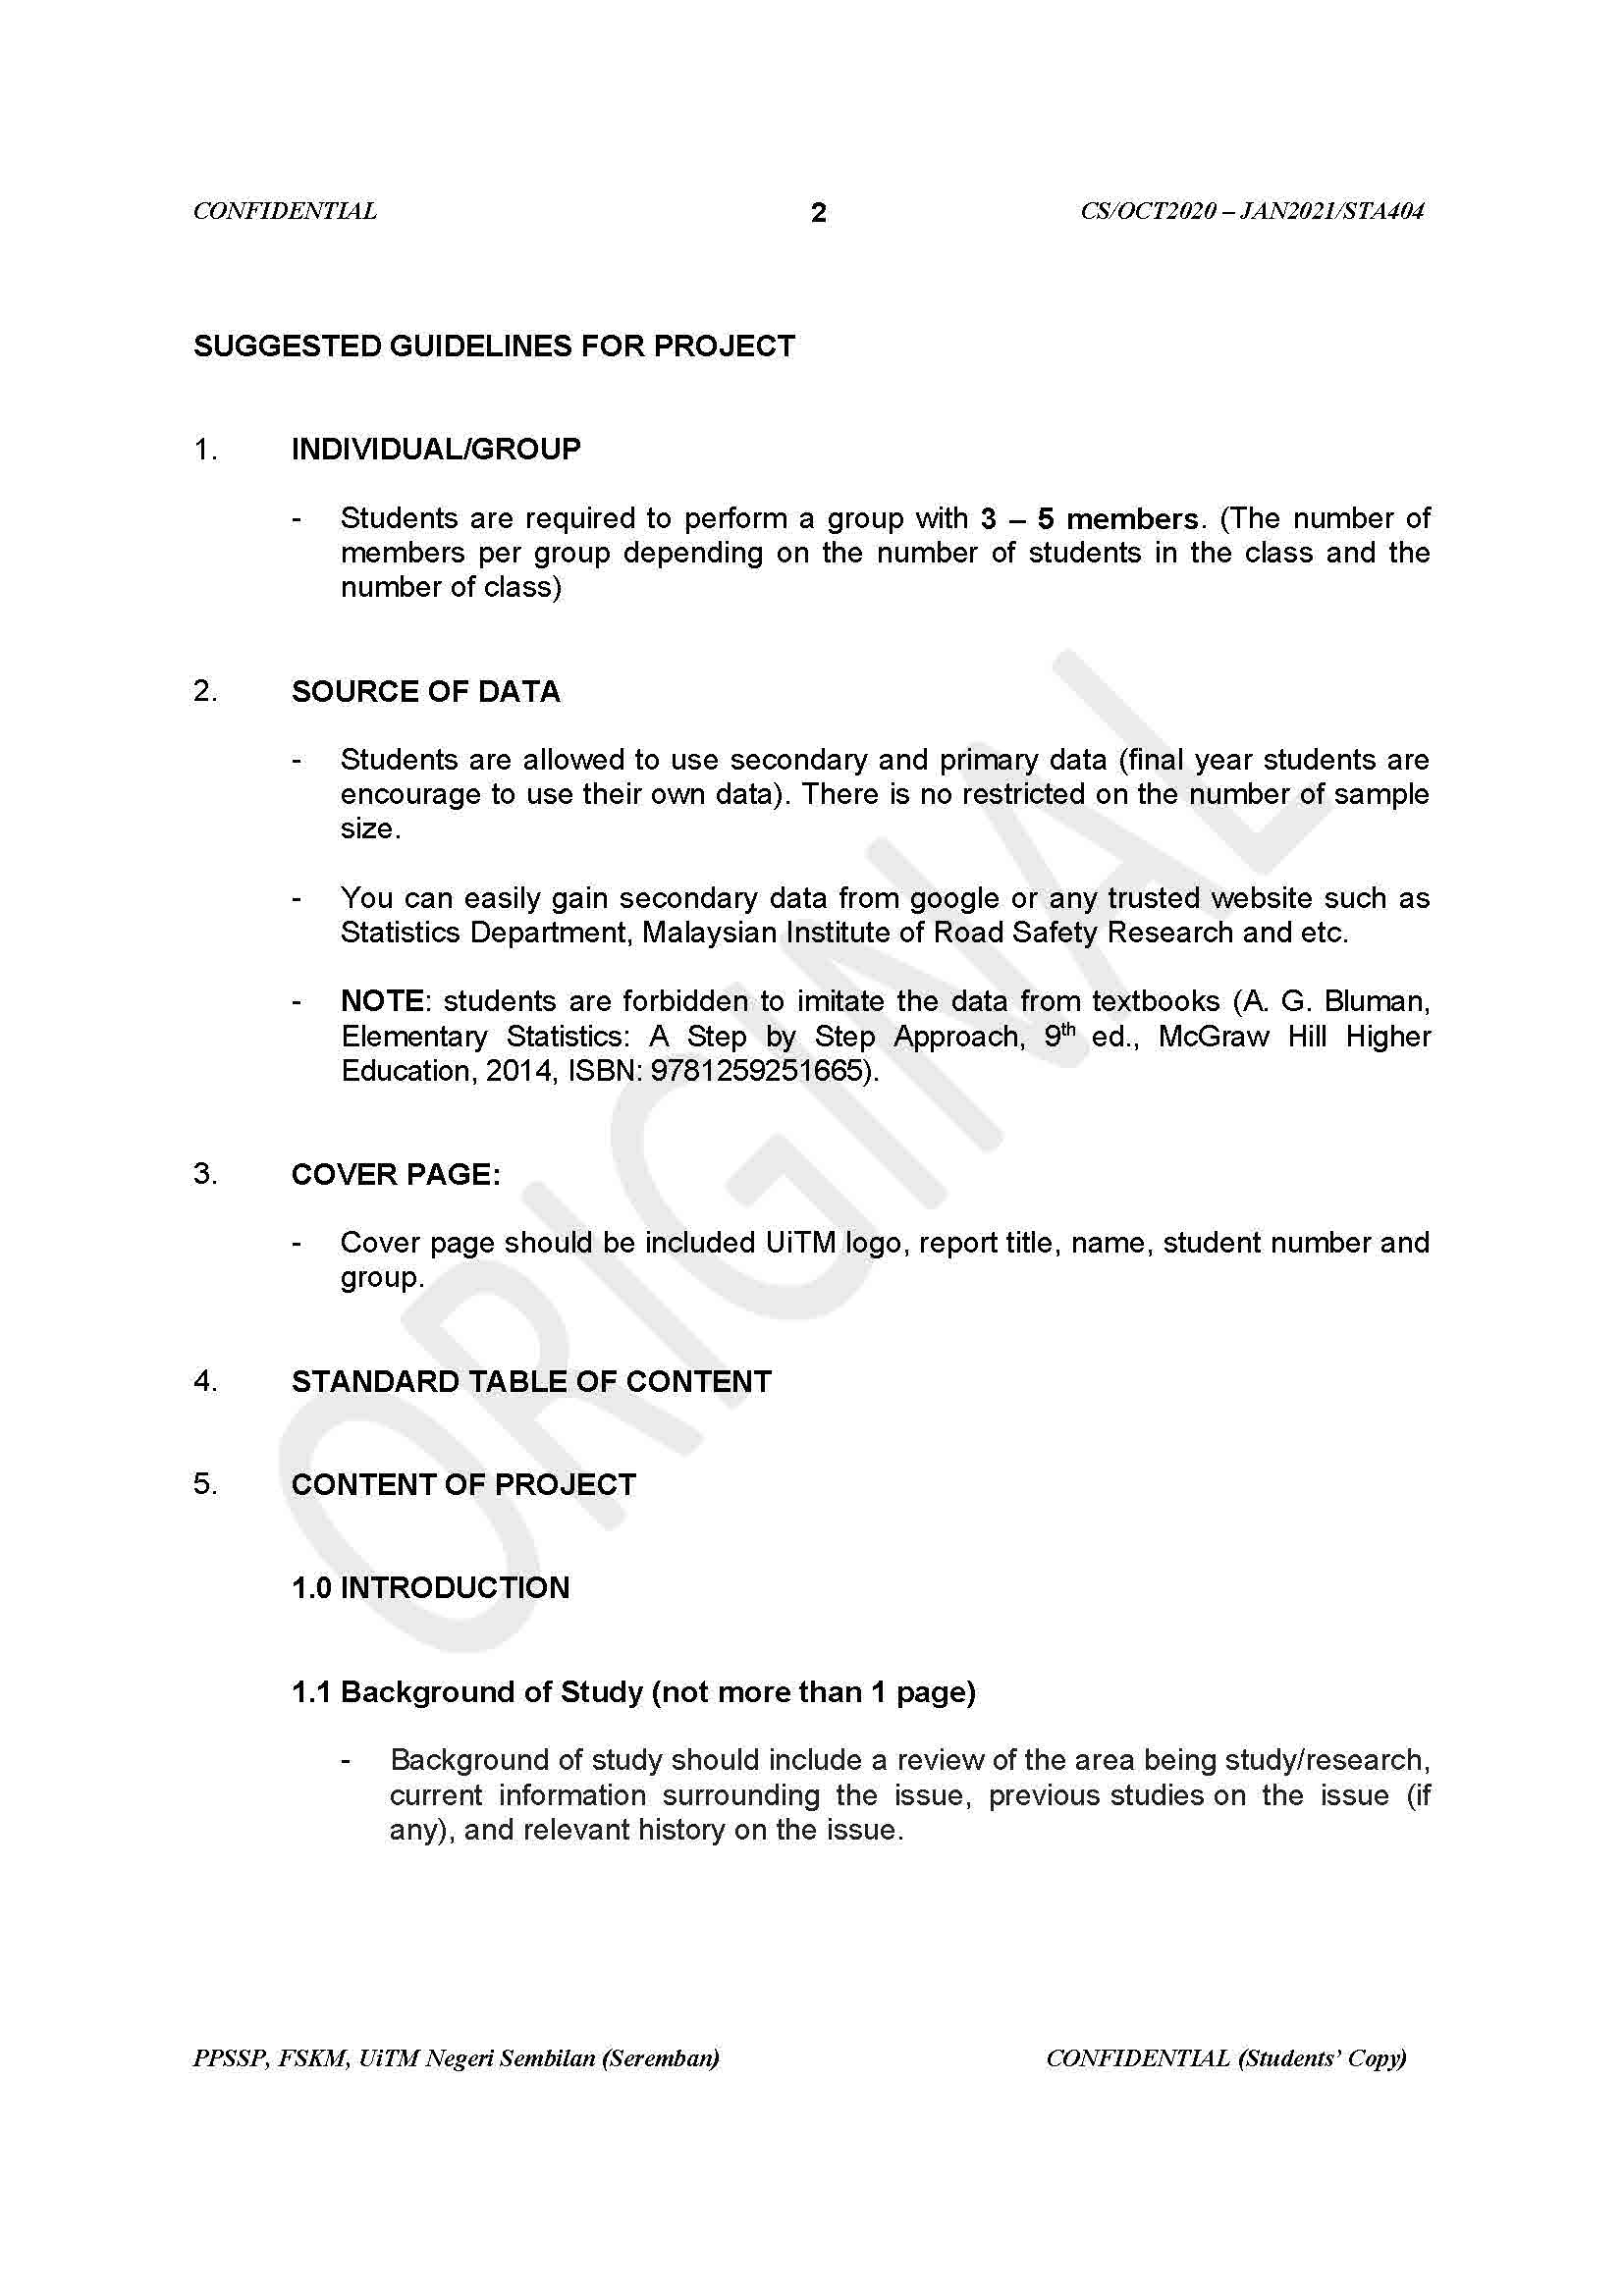 CONFIDENTIAL 2 CS/OCT2020 – JAN2021/STA404
SUGGESTED GUIDELINES FOR PROJECT
1. INDIVIDUAL/GROUP
- Students are required to perform a group with 3 – 5 members. (The number of
members per group depending on the number of students in the class and the
number of class)
2. SOURCE OF DATA
- Students are allowed to use secondary and primary data (final year students are
encourage to use their own data). There is no restricted on the number of sample
size.
- You can easily gain secondary data from google or any trusted website such as
Statistics Department, Malaysian Institute of Road Safety Research and etc.
- NOTE: students are forbidden to imitate the data from textbooks (A. G. Bluman,
Elementary Statistics: A Step by Step Approach, 9th ed., McGraw Hill Higher
Education, 2014, ISBN: 9781259251665).
3. COVER PAGE:
- Cover page should be included UiTM logo, report title, name, student number and
group.
4. STANDARD TABLE OF CONTENT
5. CONTENT OF PROJECT
1.0 INTRODUCTION
1.1 Background of Study (not more than 1 page)
- Background of study should include a review of the area being study/research,
current information surrounding the issue, previous studies on the issue (if
any), and relevant history on the issue.
PPSSP, FSKM, UiTM Negeri Sembilan (Seremban) CONFIDENTIAL (Students’ Copy)
ORIGINAL